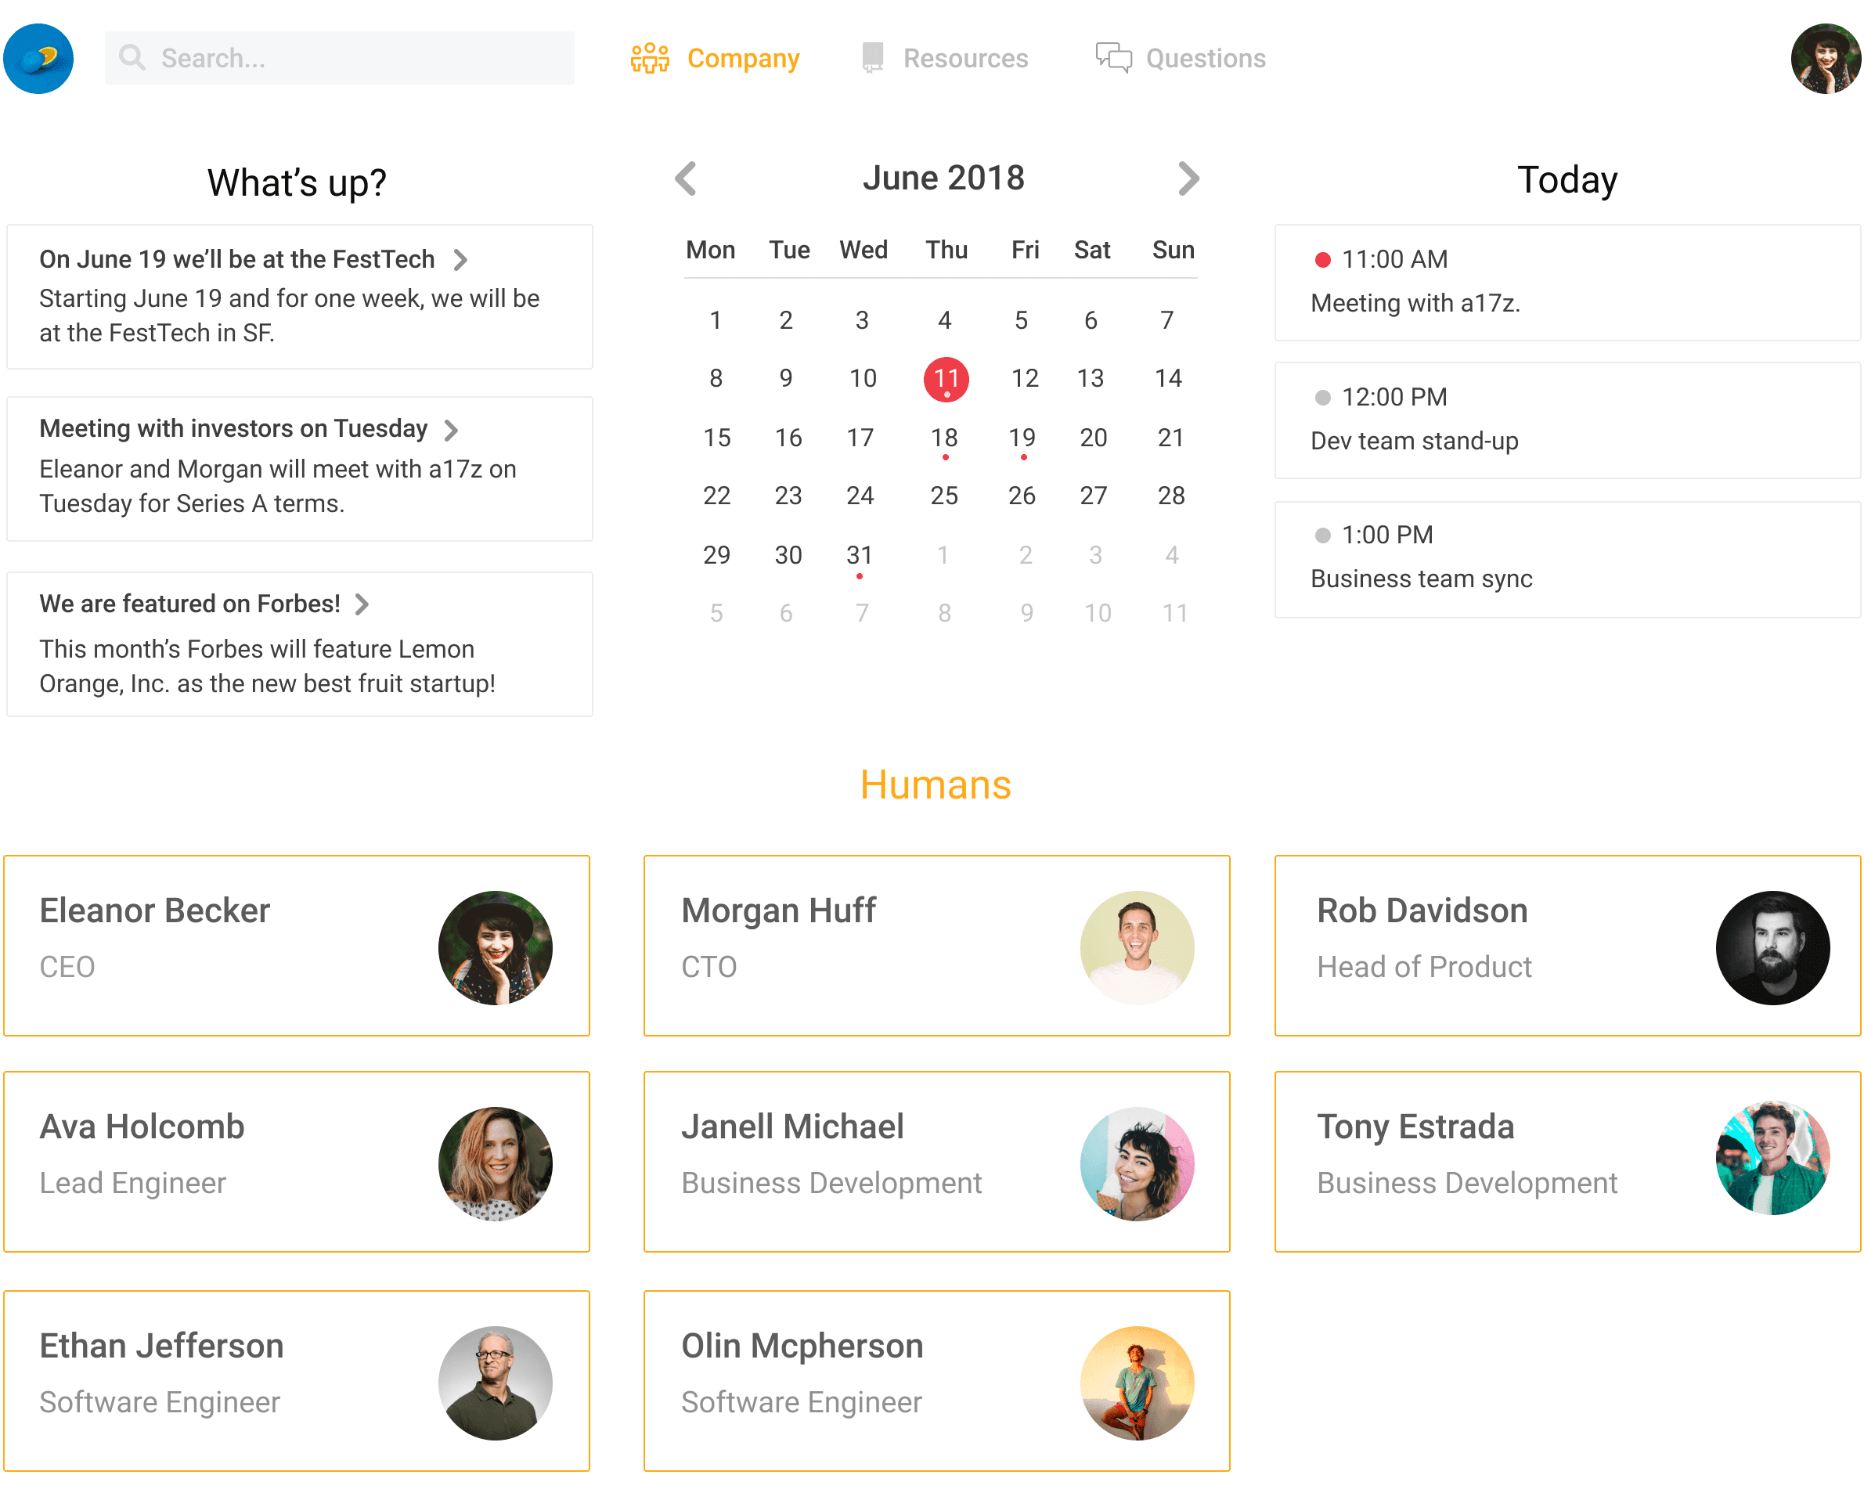 Search...
Company
Resources
Questions
What’s up?
On June 19 we’ll be at the FestTech
Starting June 19 and for one week, we will be
at the FestTech in SF.
Meeting with investors on Tuesday
Eleanor and Morgan will meet with a17z on
Tuesday for Series A terms.
We are featured on Forbes!
This month’s Forbes will feature Lemon
Orange, Inc. as the new best fruit startup!
June 2018
Mon Tue Wed Thu Fri Sat Sun
1 2 3 4 5 6 7
8 9 10 11 12 13 14
15 16 17 18 19 20 21
22 23 24 25 26 27 28
29 30 31 1 2 3 4
5 6 7 8 9 10 11
Today
11:00 AM
Meeting with a17z.
12:00 PM
Dev team stand-up
1:00 PM
Business team sync
Humans
Eleanor Becker
CEO
Morgan Huff
CTO
Rob Davidson
Head of Product
Ava Holcomb
Lead Engineer
Janell Michael
Business Development
Tony Estrada
Business Development
Ethan Jefferson
Software Engineer
Olin Mcpherson
Software Engineer